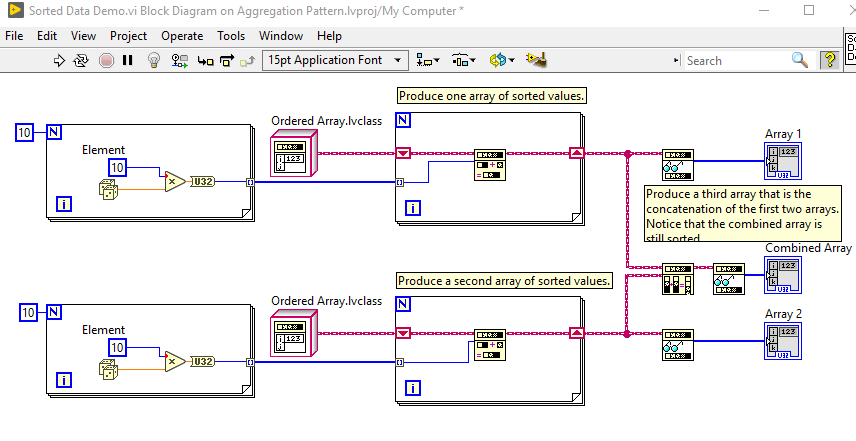 Sorted Data Demo.vi Block Diagram on Aggregation Pattern.lvproj/My Computer *
File Edit View Project Operate Tools Window Help
15pt Application Font
Search
?
Produce one array of sorted values.
10
N
Ordered Array.lvclass
N
Array 1
Element
10
123
U32
i
123
U32
i
Produce a third array that is the
concatenation of the first two arrays.
Notice that the combined array is
still sorted.
Combined Array
123
U32
Produce a second array of sorted values.
10
N
Ordered Array.lvclass
N
Array 2
Element
10
123
U32
i
123
U32
i